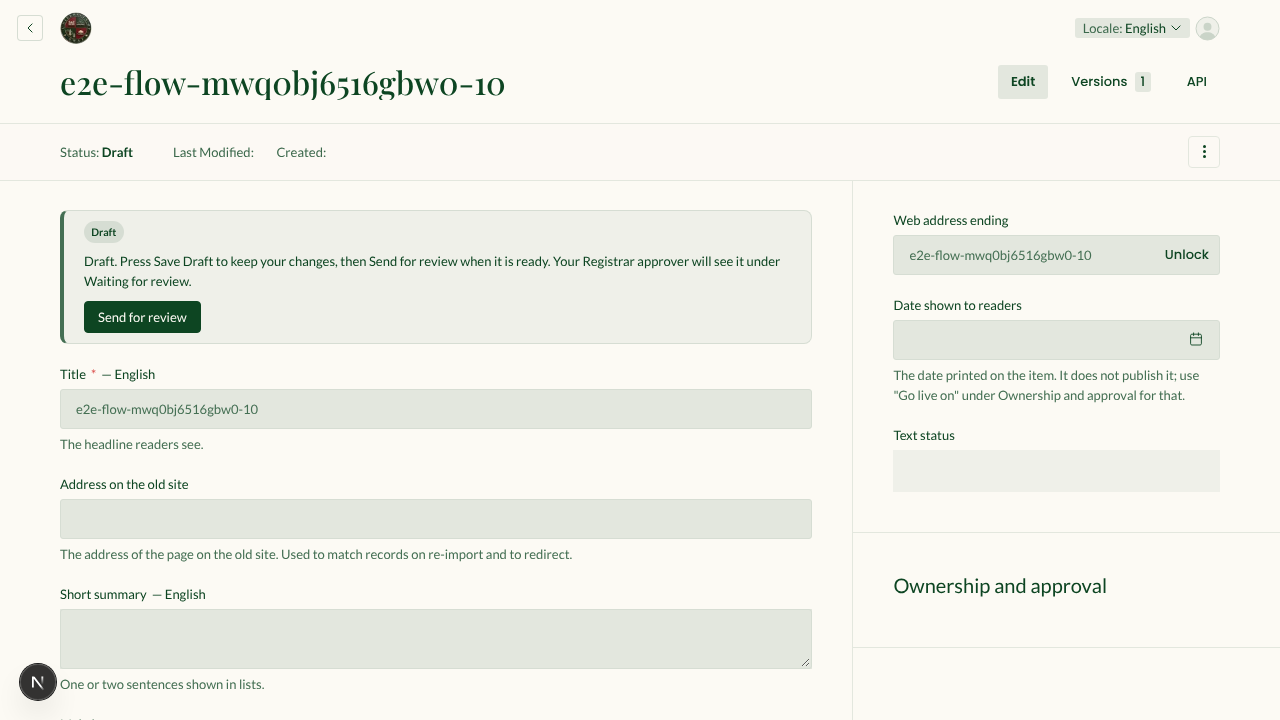 Locale: English
e2e-flow-mwq0bj6516gbw0-10
Edit
Versions 1
API
Status: Draft
Last Modified:
Created:
Draft
Draft. Press Save Draft to keep your changes, then Send for review when it is ready. Your Registrar approver will see it under
Waiting for review.
Send for review
Title * — English
e2e-flow-mwq0bj6516gbw0-10
The headline readers see.
Address on the old site
The address of the page on the old site. Used to match records on re-import and to redirect.
Short summary — English
One or two sentences shown in lists.
Web address ending
e2e-flow-mwq0bj6516gbw0-10
Unlock
Date shown to readers
The date printed on the item. It does not publish it; use
"Go live on" under Ownership and approval for that.
Text status
Ownership and approval
N